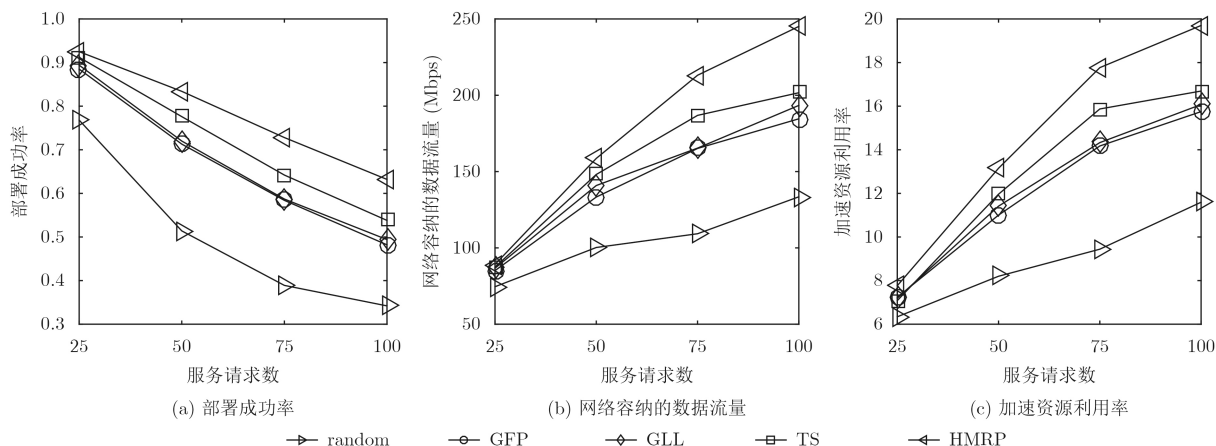 1.0
0.9
0.8
0.7
0.6
0.5
0.4
0.3
部署成功率
25 50 75 100
服务请求数
(a) 部署成功率
250
200
150
100
50
网络容纳的数据流量 (Mbps)
25 50 75 100
服务请求数
(b) 网络容纳的数据流量
20
18
16
14
12
10
8
6
加速资源利用率
25 50 75 100
服务请求数
(c) 加速资源利用率
random GFP GLL TS HMRP